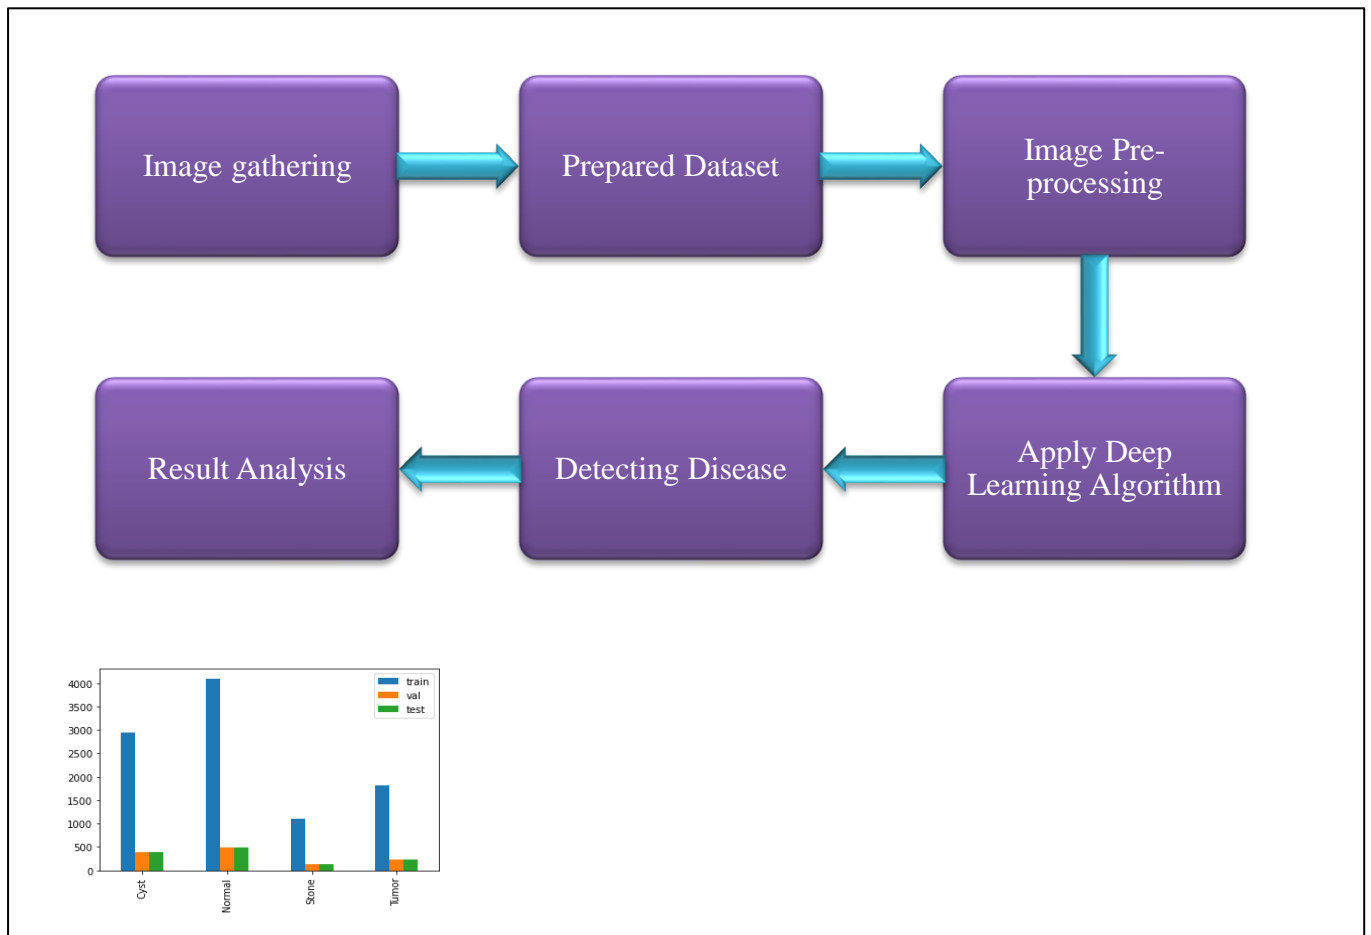 Image gathering
Prepared Dataset
Image Pre-
processing
Result Analysis
Detecting Disease
Apply Deep
Learning Algorithm
4000
3500
3000
2500
2000
1500
1000
500
0
train
val
test
Cyst
Normal
Stone
Tumor